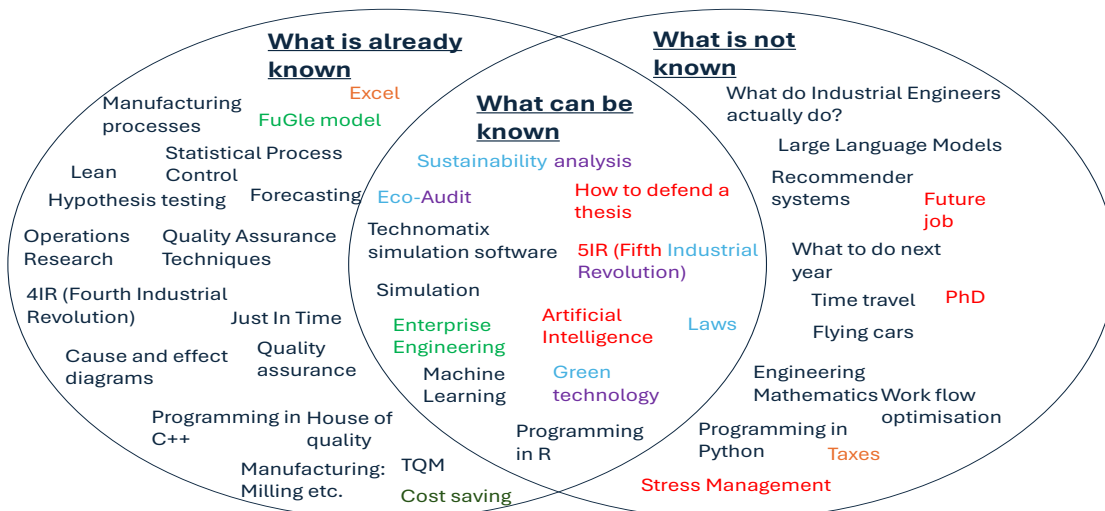 What is already
known
Excel
Manufacturing
processes
FuGle model
Statistical Process
Control
Lean
Hypothesis testing
Forecasting
Operations
Research
Quality Assurance
Techniques
4IR (Fourth Industrial
Revolution)
Just In Time
Cause and effect
diagrams
Quality
assurance
Programming in
C++
House of
quality
Manufacturing:
Milling etc.
TQM
Cost saving
What can be
known
Sustainability analysis
Eco-Audit
How to defend a
thesis
Technomatix
simulation software
5IR (Fifth Industrial
Revolution)
Simulation
Enterprise
Engineering
Artificial
Intelligence
Laws
Machine
Learning
Green
technology
Programming
in R
What is not
known
What do Industrial Engineers
actually do?
Large Language Models
Recommender
systems
Future
job
What to do next
year
Time travel
PhD
Flying cars
Engineering
Mathematics
Work flow
optimisation
Programming in
Python
Taxes
Stress Management